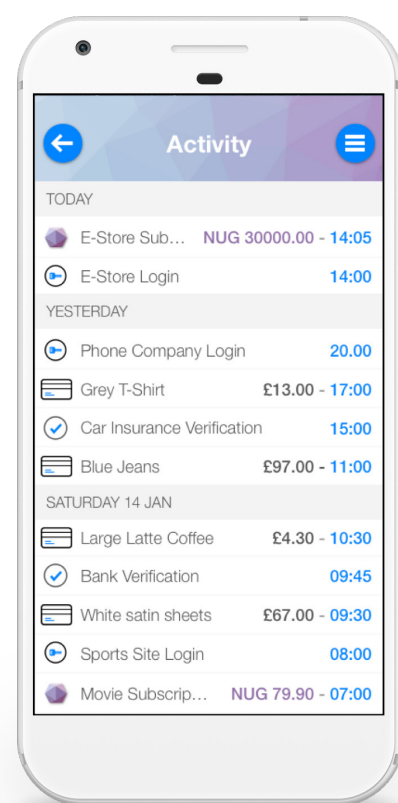 Activity
TODAY
E-Store Sub... NUG 30000.00 - 14:05
E-Store Login 14:00
YESTERDAY
Phone Company Login 20.00
Grey T-Shirt £13.00 - 17:00
Car Insurance Verification 15:00
Blue Jeans £97.00 - 11:00
SATURDAY 14 JAN
Large Latte Coffee £4.30 - 10:30
Bank Verification 09:45
White satin sheets £67.00 - 09:30
Sports Site Login 08:00
Movie Subscrip... NUG 79.90 - 07:00